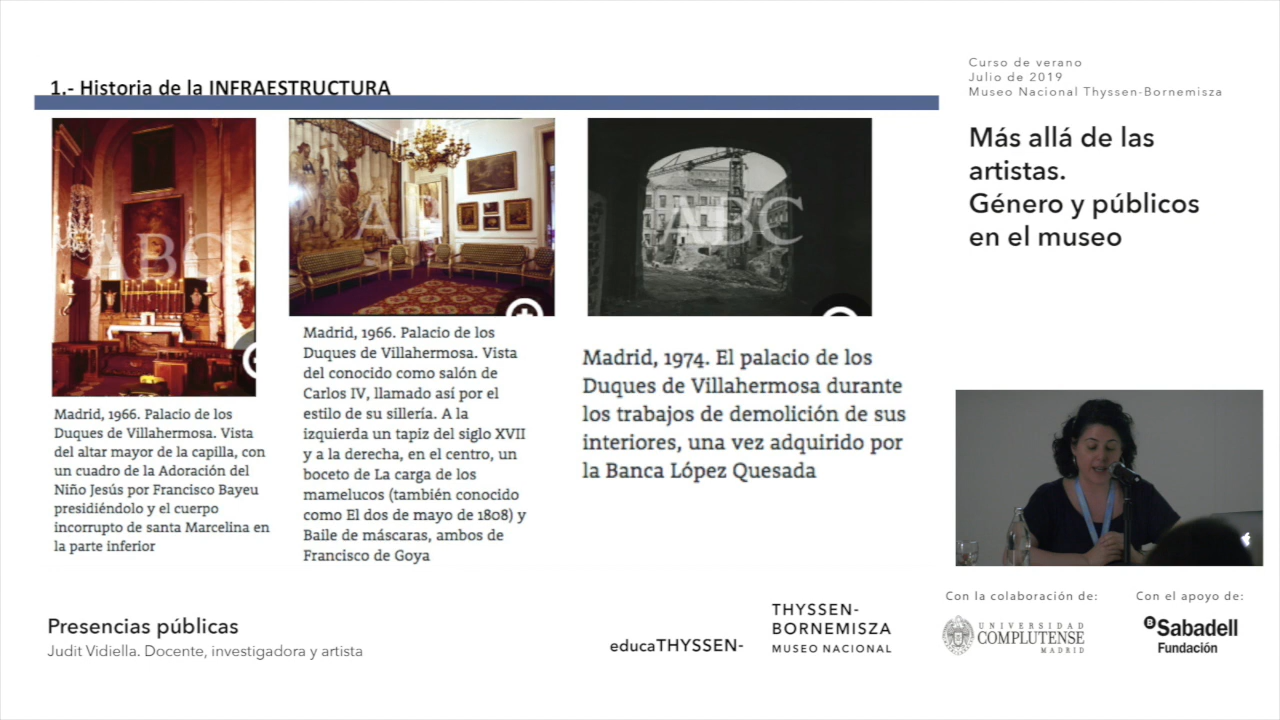 1.- Historia de la INFRAESTRUCTURA
ABC
ABC
ABC
Madrid, 1966. Palacio de los
Duques de Villahermosa. Vista
del altar mayor de la capilla, con
un cuadro de la Adoración del
Niño Jesús por Francisco Bayeu
presidiéndolo y el cuerpo
incorrupto de santa Marcelina en
la parte inferior
Madrid, 1966. Palacio de los
Duques de Villahermosa. Vista
del conocido como salón de
Carlos IV, llamado así por el
estilo de su sillería. A la
izquierda un tapiz del siglo XVII
y a la derecha, en el centro, un
boceto de La carga de los
mamelucos (también conocido
como El dos de mayo de 1808) y
Baile de máscaras, ambos de
Francisco de Goya
Madrid, 1974. El palacio de los
Duques de Villahermosa durante
los trabajos de demolición de sus
interiores, una vez adquirido por
la Banca López Quesada
Curso de verano
Julio de 2019
Museo Nacional Thyssen-Bornemisza
Más allá de las
artistas.
Género y públicos
en el museo
Presencias públicas
Judit Vidiella. Docente, investigadora y artista
educaTHYSSEN-
THYSSEN-
BORNEMISZA
MUSEO NACIONAL
Con la colaboración de:
UNIVERSIDAD
COMPLUTENSE
MADRID
Con el apoyo de:
B Sabadell
Fundación